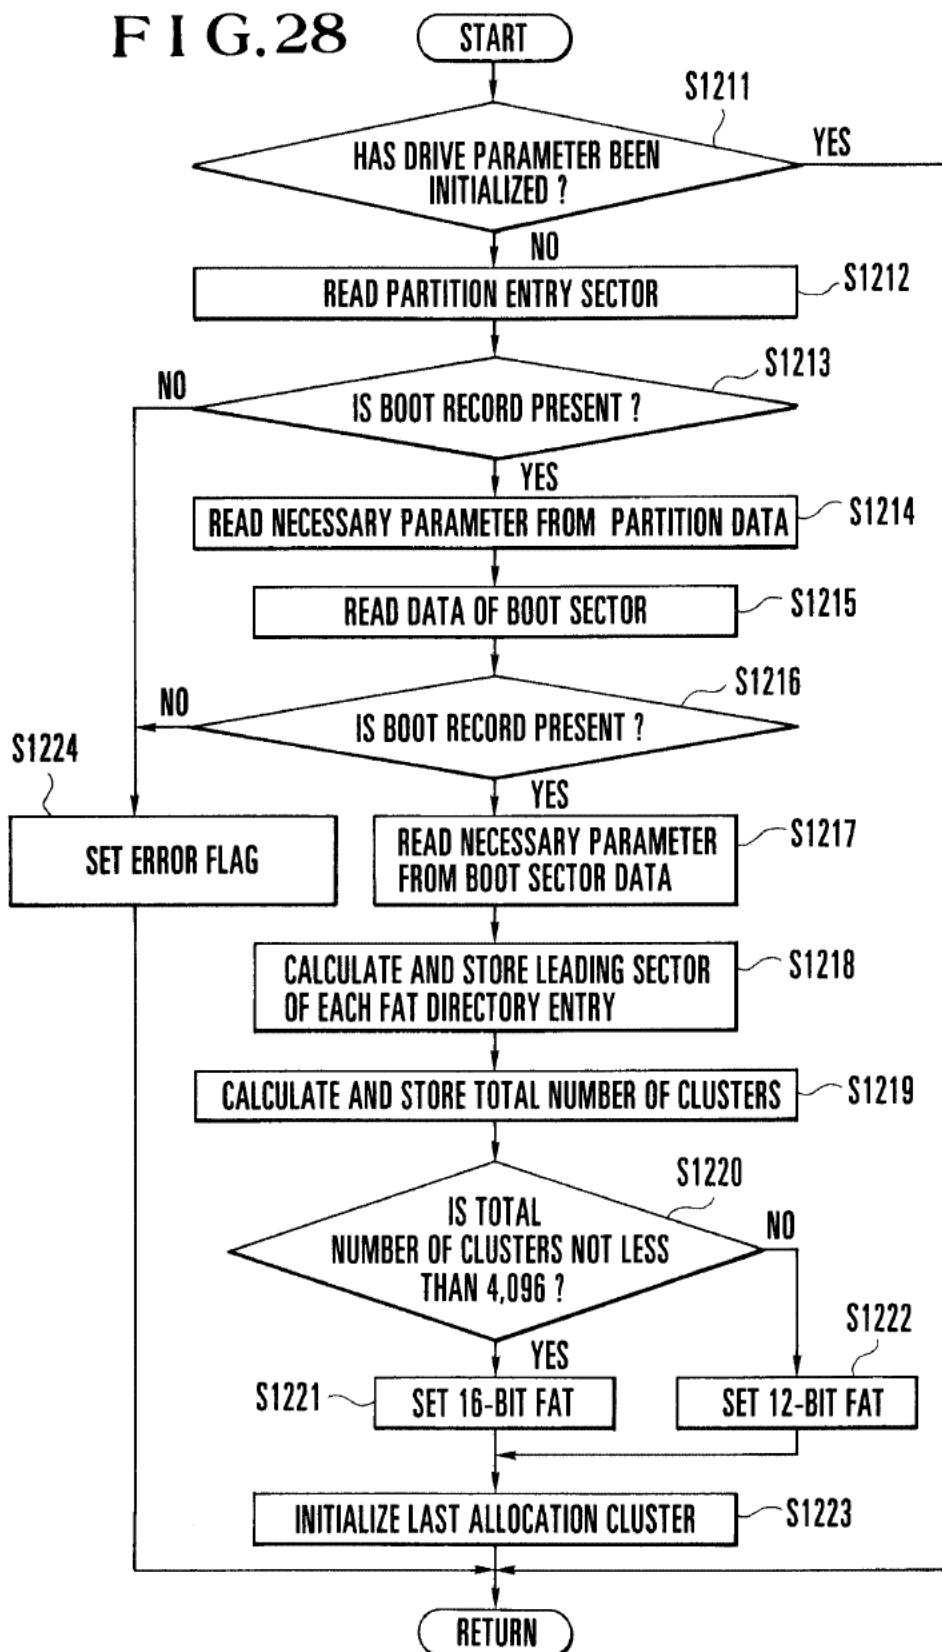 FIG.28
START
S1211
HAS DRIVE PARAMETER BEEN
INITIALIZED ?
YES
NO
READ PARTITION ENTRY SECTOR
S1212
S1213
NO
IS BOOT RECORD PRESENT ?
YES
READ NECESSARY PARAMETER FROM PARTITION DATA
S1214
READ DATA OF BOOT SECTOR
S1215
S1216
NO
IS BOOT RECORD PRESENT ?
S1224
YES
SET ERROR FLAG
READ NECESSARY PARAMETER
FROM BOOT SECTOR DATA
S1217
CALCULATE AND STORE LEADING SECTOR
OF EACH FAT DIRECTORY ENTRY
S1218
CALCULATE AND STORE TOTAL NUMBER OF CLUSTERS
S1219
S1220
IS TOTAL
NUMBER OF CLUSTERS NOT LESS
THAN 4,096 ?
NO
YES
S1222
S1221
SET 16-BIT FAT
SET 12-BIT FAT
INITIALIZE LAST ALLOCATION CLUSTER
S1223
RETURN